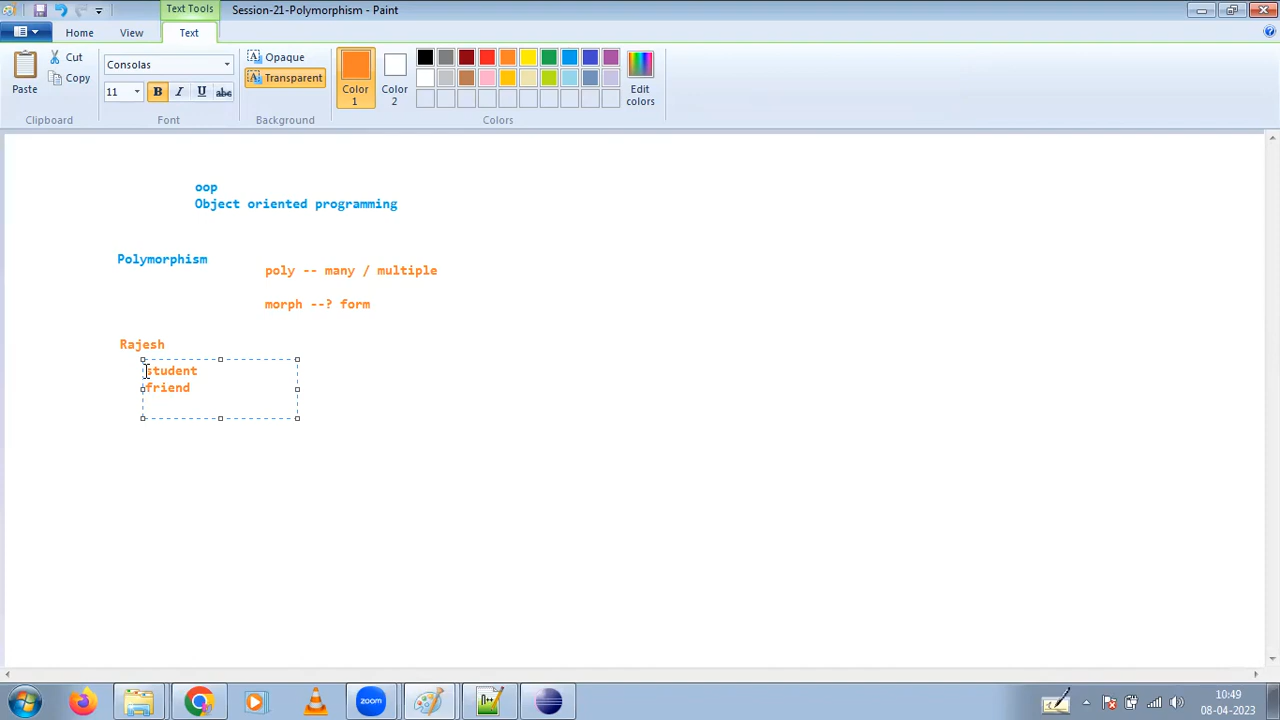 Text Tools
Session-21-Polymorphism - Paint
Home
View
Text
Paste
Cut
Copy
Clipboard
Consolas
11
B
I
U
abc
Font
Opaque
Transparent
Background
Color 1
Color 2
Edit colors
Colors
oop
Object oriented programming
Polymorphism
poly -- many / multiple
morph --? form
Rajesh
student
friend
zoom
N++
10:49
08-04-2023